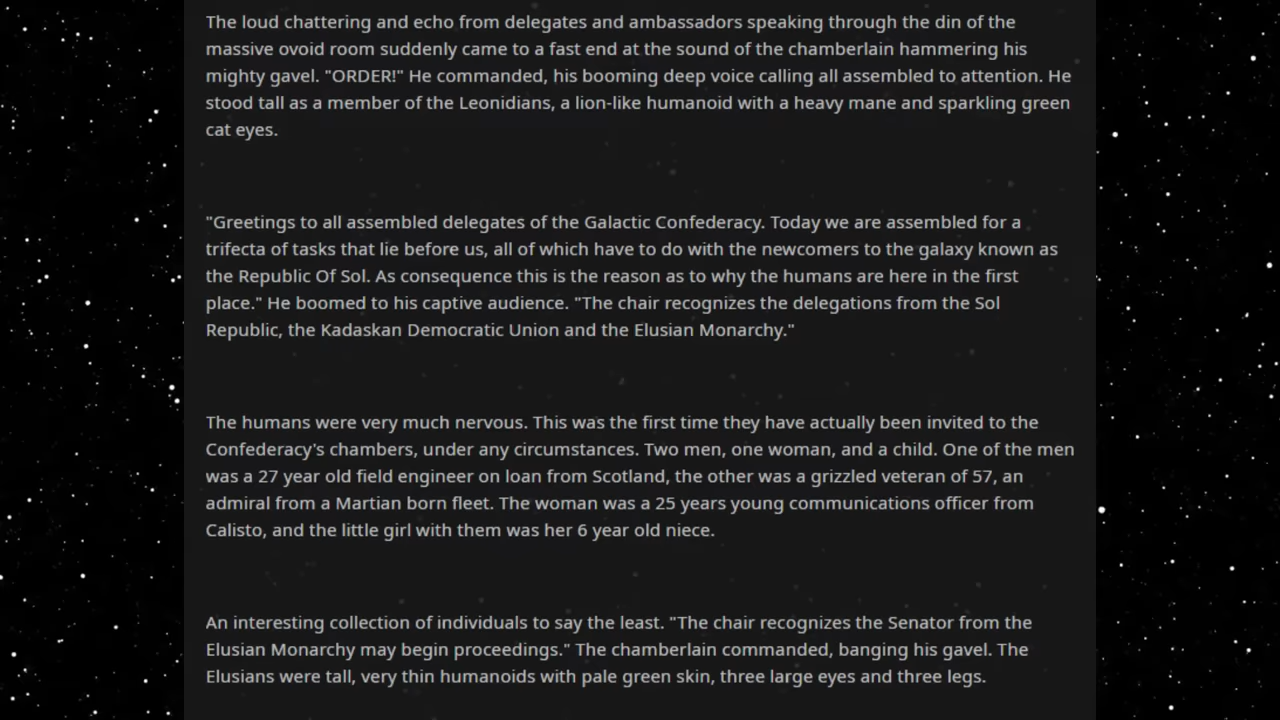 The loud chattering and echo from delegates and ambassadors speaking through the din of the
massive ovoid room suddenly came to a fast end at the sound of the chamberlain hammering his
mighty gavel. "ORDER!" He commanded, his booming deep voice calling all assembled to attention. He
stood tall as a member of the Leonidians, a lion-like humanoid with a heavy mane and sparkling green
cat eyes.
"Greetings to all assembled delegates of the Galactic Confederacy. Today we are assembled for a
trifecta of tasks that lie before us, all of which have to do with the newcomers to the galaxy known as
the Republic Of Sol. As consequence this is the reason as to why the humans are here in the first
place." He boomed to his captive audience. "The chair recognizes the delegations from the Sol
Republic, the Kadaskan Democratic Union and the Elusian Monarchy."
The humans were very much nervous. This was the first time they have actually been invited to the
Confederacy's chambers, under any circumstances. Two men, one woman, and a child. One of the men
was a 27 year old field engineer on loan from Scotland, the other was a grizzled veteran of 57, an
admiral from a Martian born fleet. The woman was a 25 years young communications officer from
Calisto, and the little girl with them was her 6 year old niece.
An interesting collection of individuals to say the least. "The chair recognizes the Senator from the
Elusian Monarchy may begin proceedings." The chamberlain commanded, banging his gavel. The
Elusians were tall, very thin humanoids with pale green skin, three large eyes and three legs.